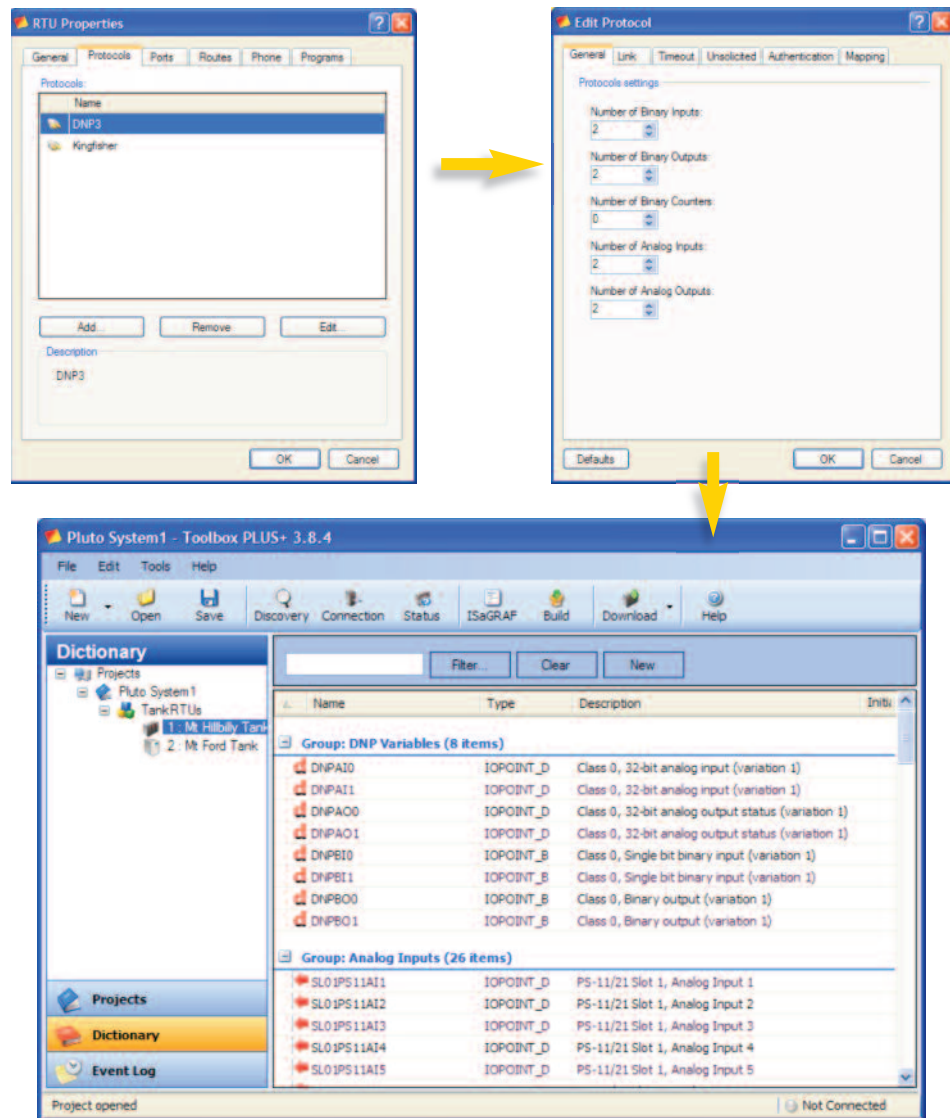 RTU Properties
General Protocols Ports Routes Phone Programs
Protocols:
Name
DNP3
Kingfisher
Add... Remove Edit...
Description
DNP3
OK Cancel
Edit Protocol
General Link Timeout Unsolicted Authentication Mapping
Protocols settings
Number of Binary Inputs:
2
Number of Binary Outputs:
2
Number of Binary Counters:
0
Number of Analog Inputs:
2
Number of Analog Outputs:
2
Defaults OK Cancel
Pluto System1 - Toolbox PLUS+ 3.8.4
File Edit Tools Help
New Open Save Discovery Connection Status ISaGRAF Build Download Help
Dictionary
Projects
Pluto System1
TankRTUs
1 : Mt Hillbilly Tank
2 : Mt Ford Tank
Projects
Dictionary
Event Log
Filter... Clear New
Name Type Description Initi
Group: DNP Variables (8 items)
DNPAI0 IOPOINT_D Class 0, 32-bit analog input (variation 1)
DNPAI1 IOPOINT_D Class 0, 32-bit analog input (variation 1)
DNPAO0 IOPOINT_D Class 0, 32-bit analog output status (variation 1)
DNPAO1 IOPOINT_D Class 0, 32-bit analog output status (variation 1)
DNPBI0 IOPOINT_B Class 0, Single bit binary input (variation 1)
DNPBI1 IOPOINT_B Class 0, Single bit binary input (variation 1)
DNPBO0 IOPOINT_B Class 0, Binary output (variation 1)
DNPBO1 IOPOINT_B Class 0, Binary output (variation 1)
Group: Analog Inputs (26 items)
SL01PS11AI1 IOPOINT_D PS-11/21 Slot 1, Analog Input 1
SL01PS11AI2 IOPOINT_D PS-11/21 Slot 1, Analog Input 2
SL01PS11AI3 IOPOINT_D PS-11/21 Slot 1, Analog Input 3
SL01PS11AI4 IOPOINT_D PS-11/21 Slot 1, Analog Input 4
SL01PS11AI5 IOPOINT_D PS-11/21 Slot 1, Analog Input 5
Project opened Not Connected